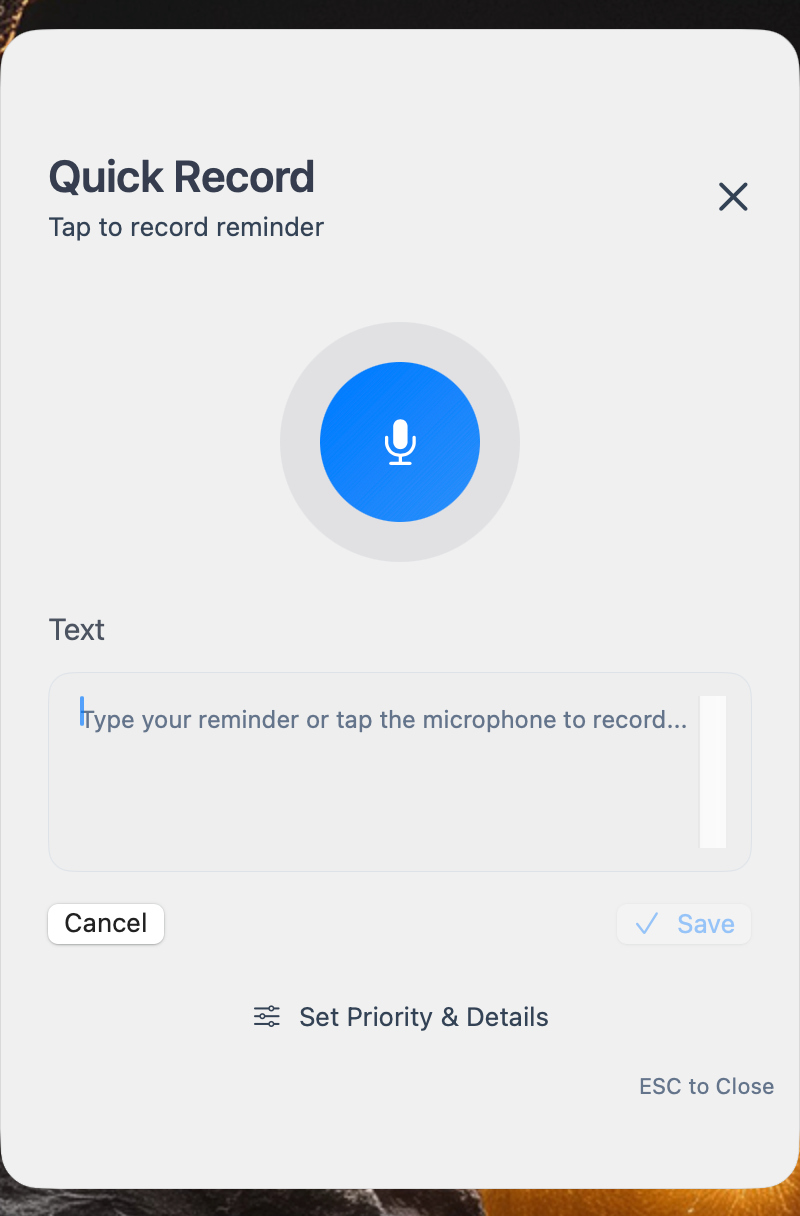 Quick Record
Tap to record reminder
Text
Type your reminder or tap the microphone to record...
Cancel
Save
Set Priority & Details
ESC to Close